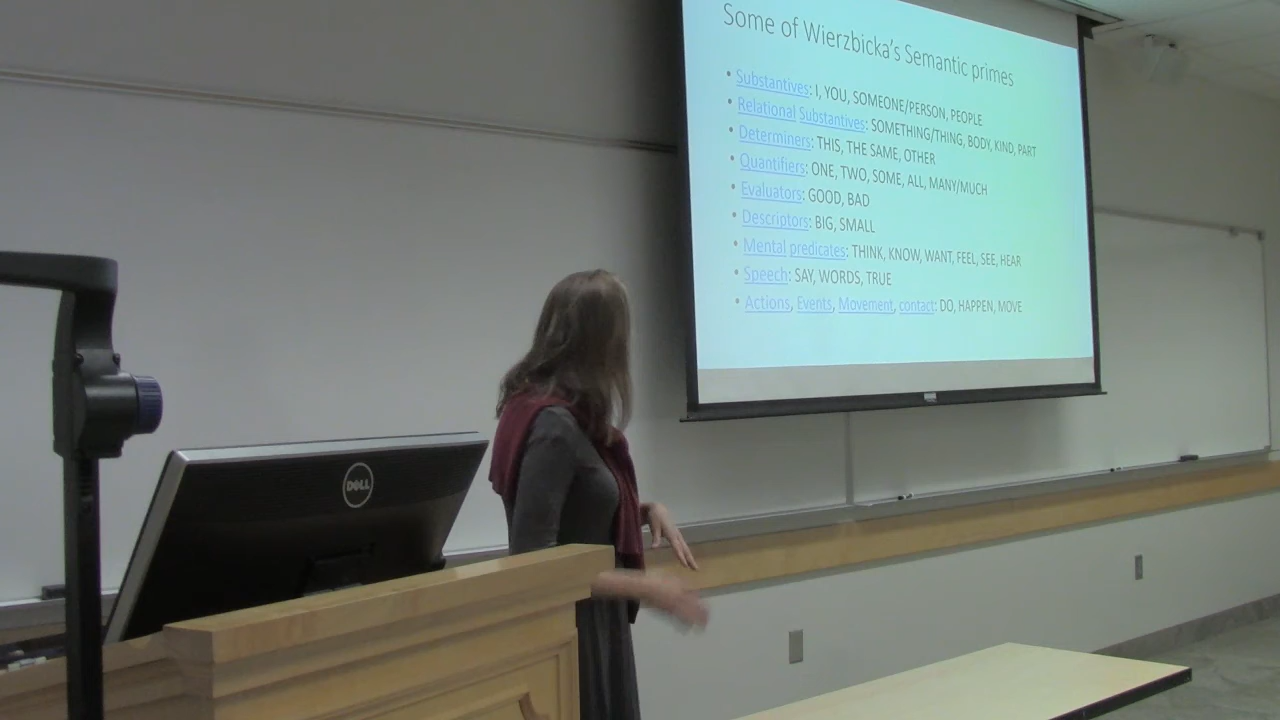 Some of Wierzbicka's Semantic primes
• Substantives: I, YOU, SOMEONE/PERSON, PEOPLE
• Relational Substantives: SOMETHING/THING, BODY, KIND, PART
• Determiners: THIS, THE SAME, OTHER
• Quantifiers: ONE, TWO, SOME, ALL, MANY/MUCH
• Evaluators: GOOD, BAD
• Descriptors: BIG, SMALL
• Mental predicates: THINK, KNOW, WANT, FEEL, SEE, HEAR
• Speech: SAY, WORDS, TRUE
• Actions, Events, Movement, contact: DO, HAPPEN, MOVE
DELL